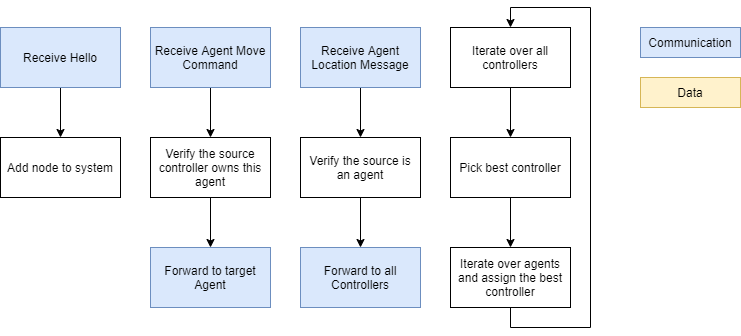 Receive Hello
Add node to system
Receive Agent Move
Command
Verify the source
controller owns this
agent
Forward to target
Agent
Receive Agent
Location Message
Verify the source is
an agent
Forward to all
Controllers
Iterate over all
controllers
Pick best controller
Iterate over agents
and assign the best
controller
Communication
Data